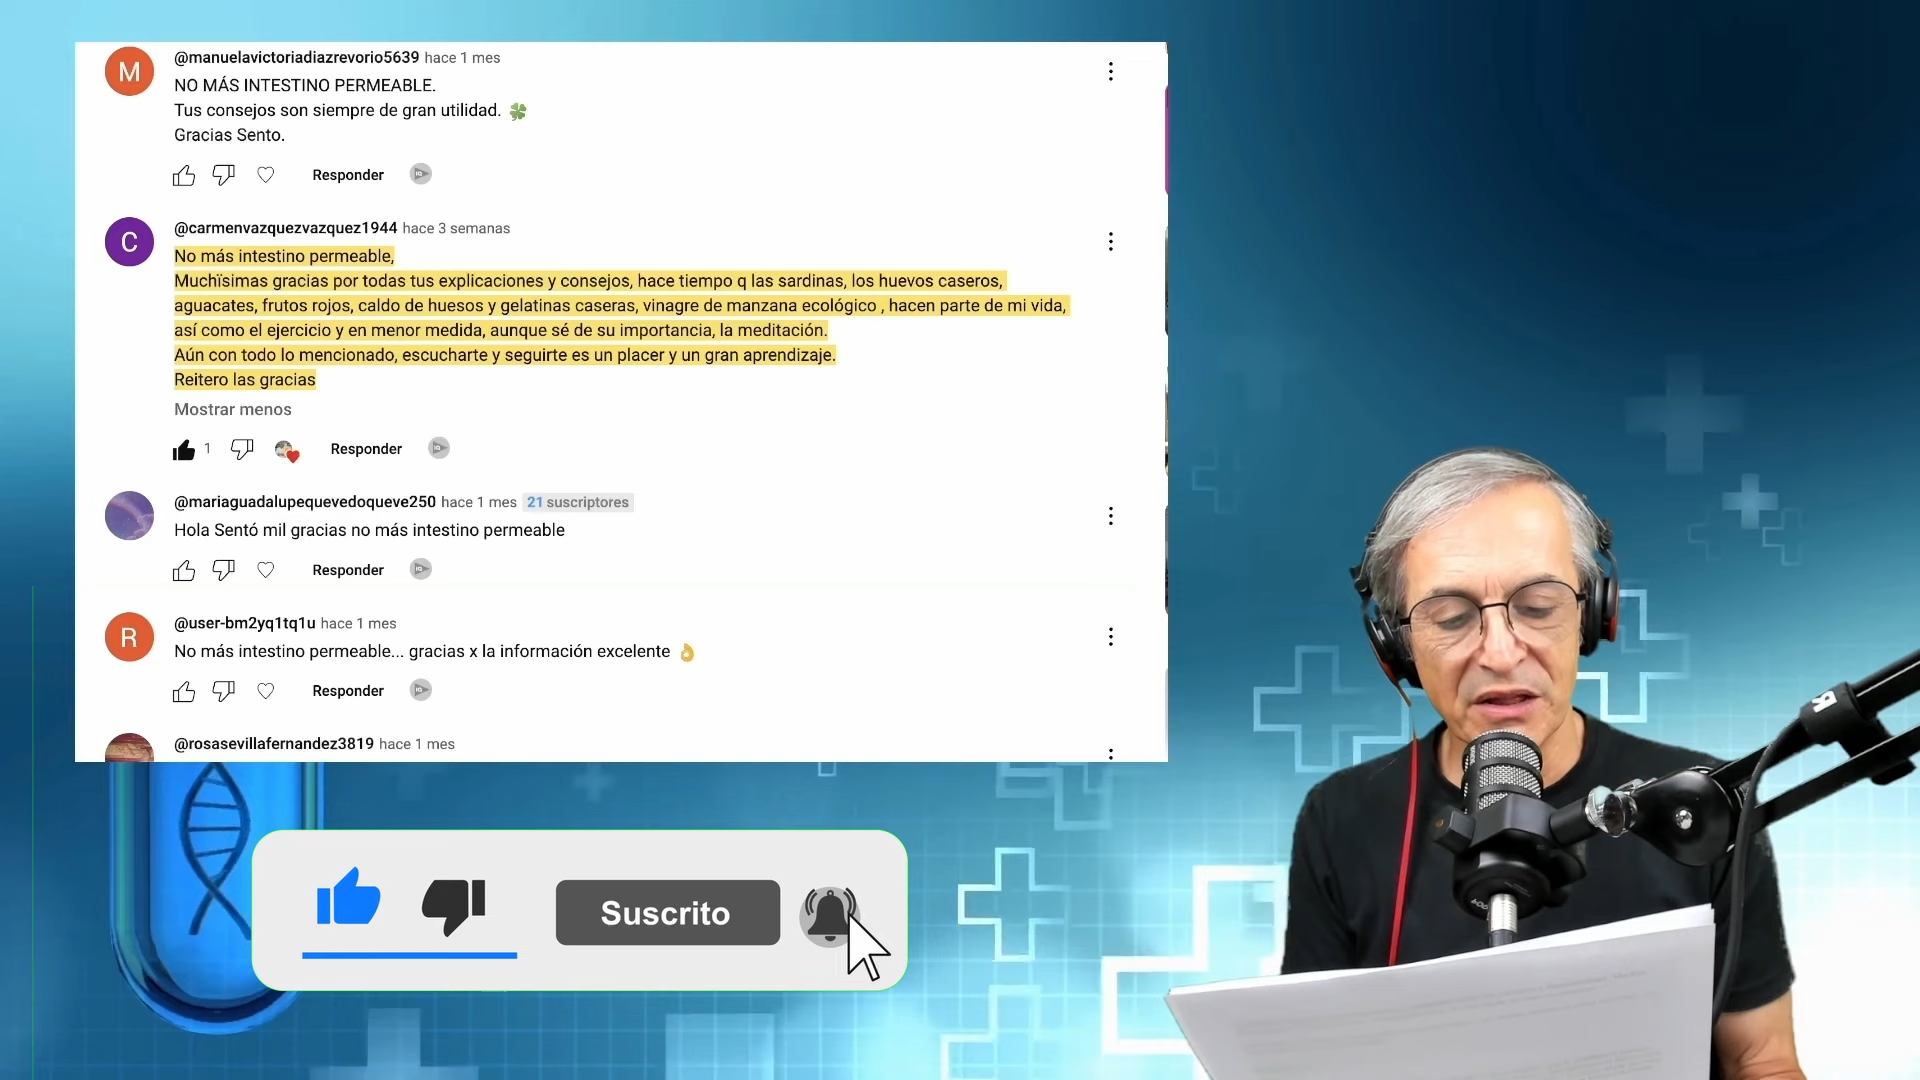 M
@manuelavictoriadiazrevorio5639 hace 1 mes
NO MÁS INTESTINO PERMEABLE.
Tus consejos son siempre de gran utilidad. 🍀
Gracias Sento.
Responder
C
@carmenvazquezvazquez1944 hace 3 semanas
No más intestino permeable,
Muchïsimas gracias por todas tus explicaciones y consejos, hace tiempo q las sardinas, los huevos caseros,
aguacates, frutos rojos, caldo de huesos y gelatinas caseras, vinagre de manzana ecológico , hacen parte de mi vida,
así como el ejercicio y en menor medida, aunque sé de su importancia, la meditación.
Aún con todo lo mencionado, escucharte y seguirte es un placer y un gran aprendizaje.
Reitero las gracias
Mostrar menos
1 Responder
@mariaguadalupequevedoqueve250 hace 1 mes 21 suscriptores
Hola Sentó mil gracias no más intestino permeable
Responder
R
@user-bm2yq1tq1u hace 1 mes
No más intestino permeable... gracias x la información excelente 👌
Responder
@rosasevillafernandez3819 hace 1 mes
Suscrito